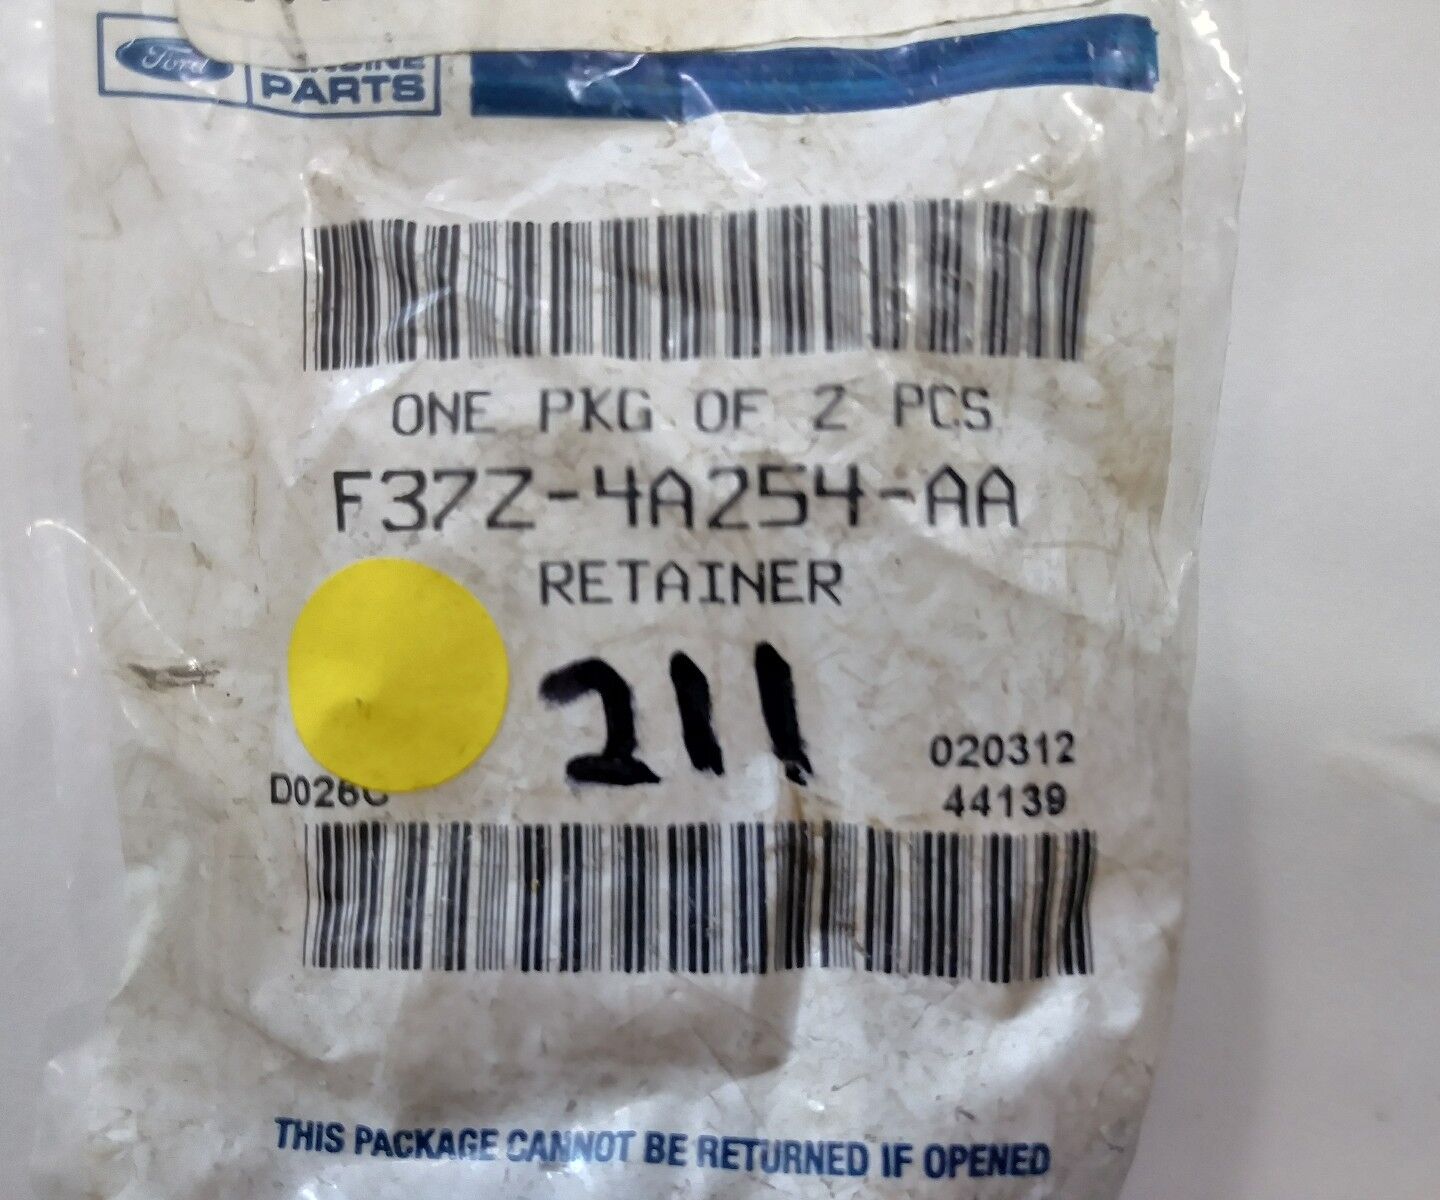 Ford
GENUINE
PARTS
ONE PKG OF 2 PCS
F37Z-4A254-AA
RETAINER
211
020312
44139
THIS PACKAGE CANNOT BE RETURNED IF OPENED